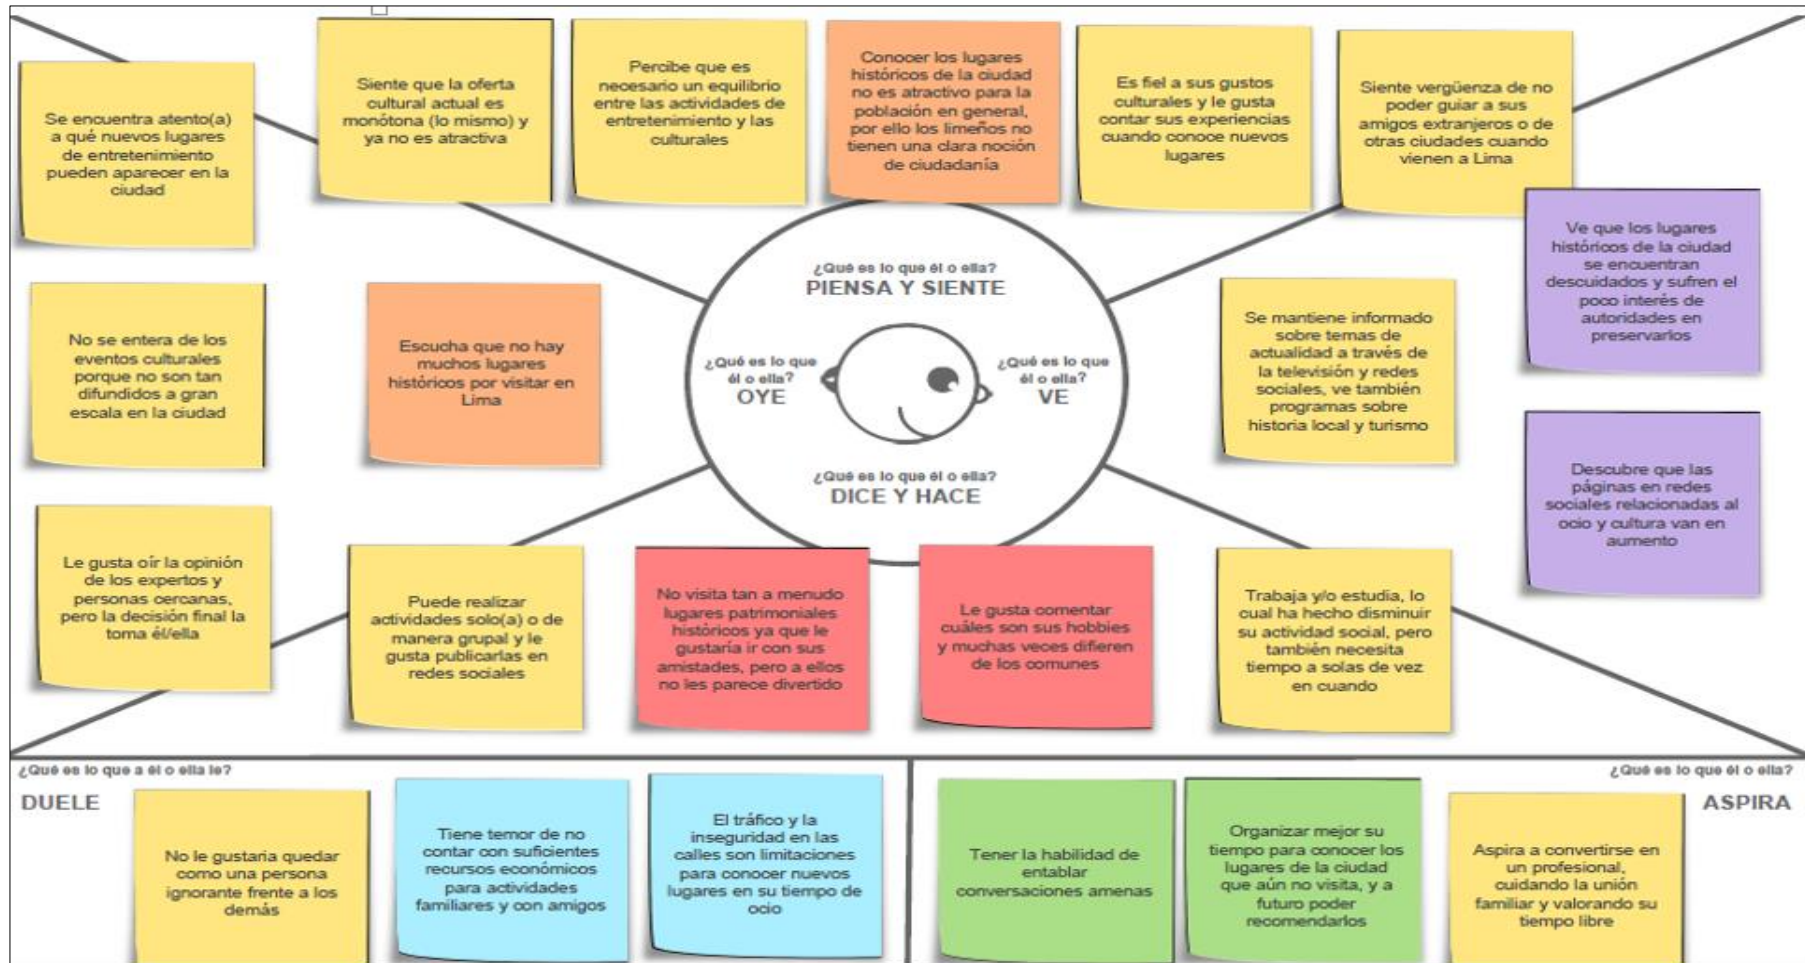 Se encuentra atento(a)
a qué nuevos lugares
de entretenimiento
pueden aparecer en la
ciudad
Siente que la oferta
cultural actual es
monótona (lo mismo) y
ya no es atractiva
Percibe que es
necesario un equilibrio
entre las actividades de
entretenimiento y las
culturales
Conocer los lugares
históricos de la ciudad
no es atractivo para la
población en general,
por ello los limeños no
tienen una clara noción
de ciudadanía
Es fiel a sus gustos
culturales y le gusta
contar sus experiencias
cuando conoce nuevos
lugares
Siente vergüenza de no
poder guiar a sus
amigos extranjeros o de
otras ciudades cuando
vienen a Lima
Ve que los lugares
históricos de la ciudad
se encuentran
descuidados y sufren el
poco interés de
autoridades en
preservarlos
¿Qué es lo que él o ella?
PIENSA Y SIENTE
No se entera de los
eventos culturales
porque no son tan
difundidos a gran
escala en la ciudad
Escucha que no hay
muchos lugares
históricos por visitar en
Lima
¿Qué es lo que
él o ella?
OYE
¿Qué es lo que
él o ella?
VE
Se mantiene informado
sobre temas de
actualidad a través de
la televisión y redes
sociales, ve también
programas sobre
historia local y turismo
Descubre que las
páginas en redes
sociales relacionadas al
ocio y cultura van en
aumento
¿Qué es lo que él o ella?
DICE Y HACE
Le gusta oír la opinión
de los expertos y
personas cercanas,
pero la decisión final la
toma él/ella
Puede realizar
actividades solo(a) o de
manera grupal y le
gusta publicarlas en
redes sociales
No visita tan a menudo
lugares patrimoniales
históricos ya que le
gustaría ir con sus
amistades, pero a ellos
no les parece divertido
Le gusta comentar
cuáles son sus hobbies
y muchas veces difieren
de los comunes
Trabaja y/o estudia, lo
cual ha hecho disminuir
su actividad social, pero
también necesita
tiempo a solas de vez
en cuando
¿Qué es lo que a él o ella le?
DUELE
No le gustaria quedar
como una persona
ignorante frente a los
demás
Tiene temor de no
contar con suficientes
recursos económicos
para actividades
familiares y con amigos
El tráfico y la
inseguridad en las
calles son limitaciones
para conocer nuevos
lugares en su tiempo de
ocio
¿Qué es lo que él o ella?
ASPIRA
Tener la habilidad de
entablar
conversaciones amenas
Organizar mejor su
tiempo para conocer los
lugares de la ciudad
que aún no visita, y a
futuro poder
recomendarlos
Aspira a convertirse en
un profesional,
cuidando la unión
familiar y valorando su
tiempo libre